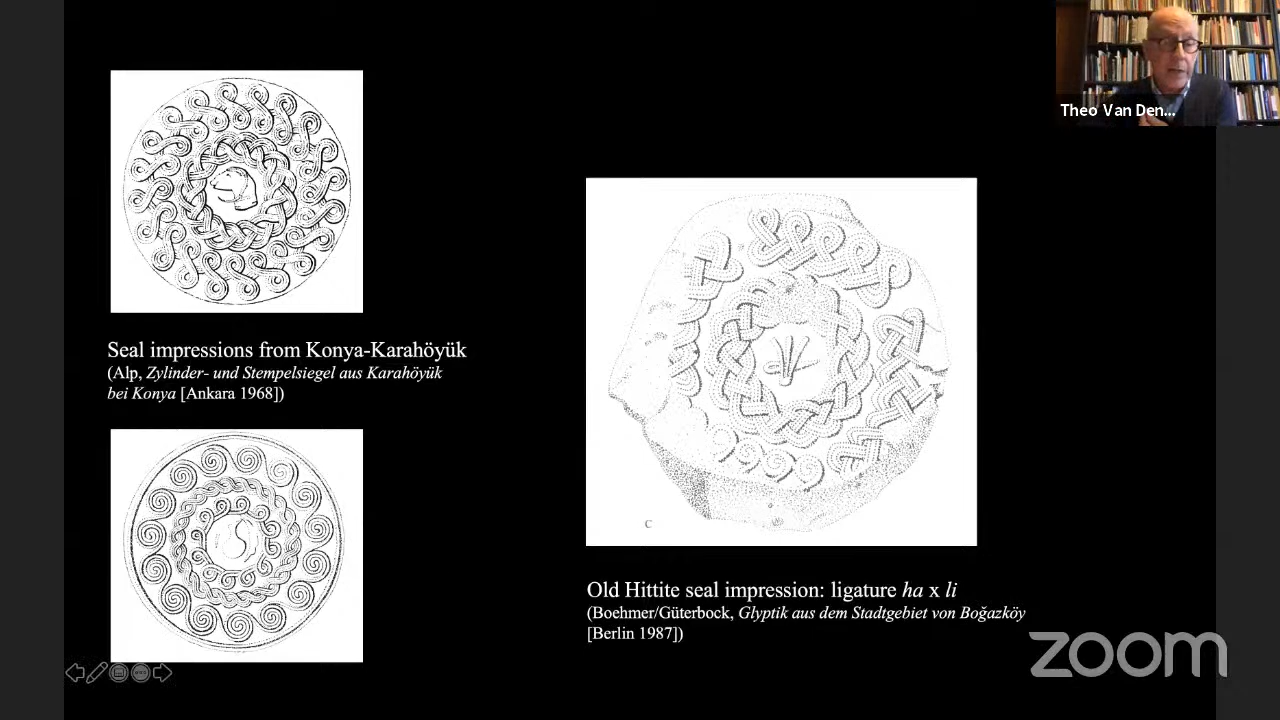 Theo Van Den...
Seal impressions from Konya-Karahöyük
(Alp, Zylinder- und Stempelsiegel aus Karahöyük
bei Konya [Ankara 1968])
C
Old Hittite seal impression: ligature ha x li
(Boehmer/Güterbock, Glyptik aus dem Stadtgebiet von Boğazköy
[Berlin 1987])
zoom